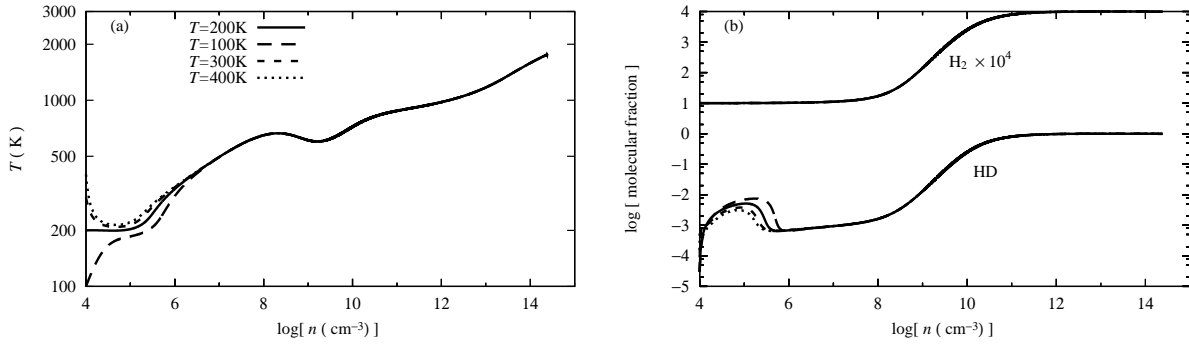 (a)
T=200K
T=100K
T=300K
T=400K
3000
2000
1000
500
200
100
T ( K )
4 6 8 10 12 14
log[ n ( cm⁻³) ]
(b)
H₂ ×10⁴
HD
4
3
2
1
0
−1
−2
−3
−4
−5
log[ molecular fraction ]
4 6 8 10 12 14
log[ n ( cm⁻³) ]